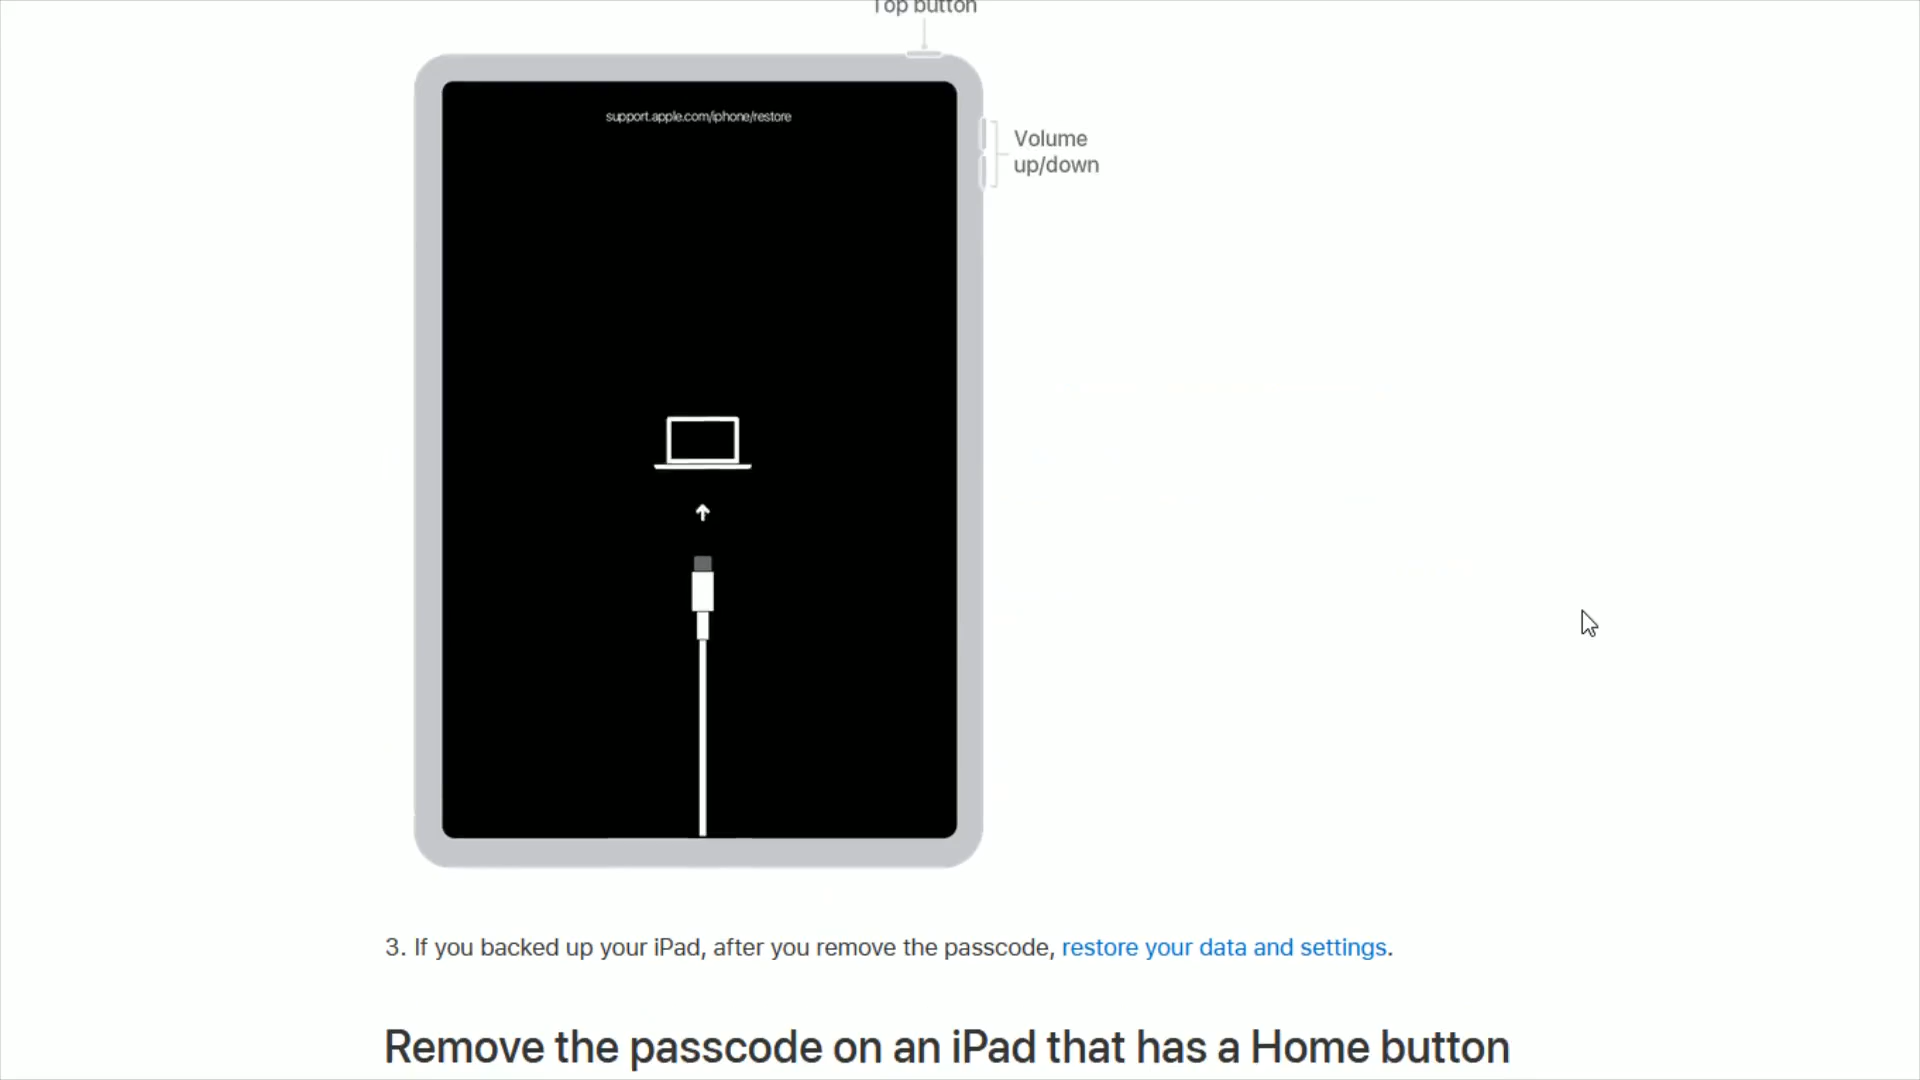 Top button
support.apple.com/iphone/restore
Volume
up/down
3. If you backed up your iPad, after you remove the passcode, restore your data and settings.
Remove the passcode on an iPad that has a Home button